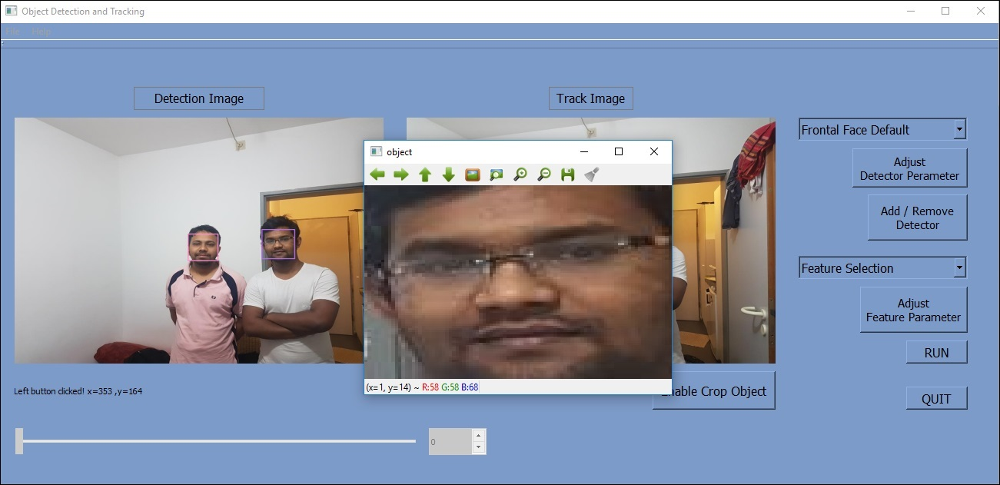 Object Detection and Tracking
File Help
Detection Image
Track Image
Frontal Face Default
Adjust
Detector Perameter
Add / Remove
Detector
Feature Selection
Adjust
Feature Parameter
RUN
QUIT
object
(x=1, y=14) ~ R:58 G:58 B:68
Enable Crop Object
Left button clicked! x=353 ,y=164
0